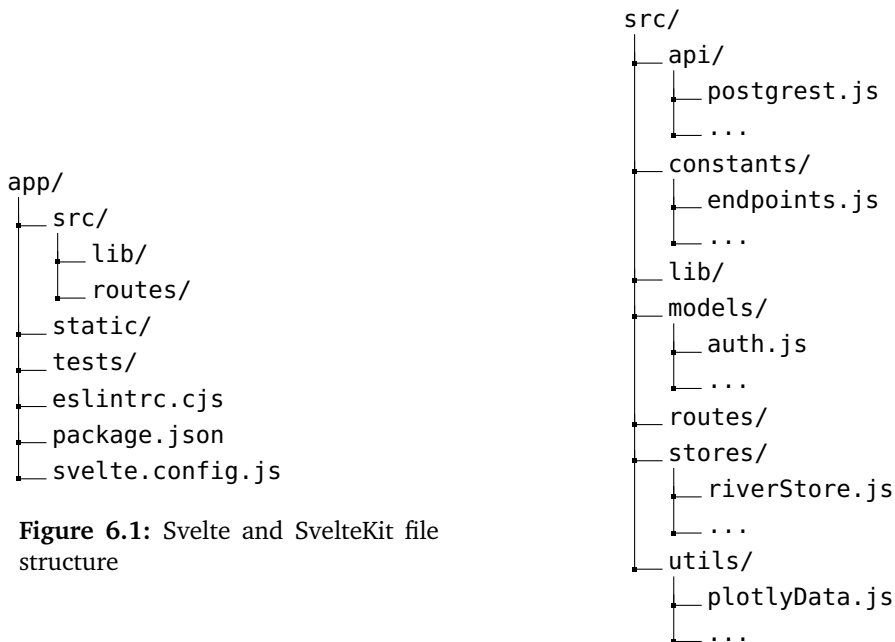 app/
src/
lib/
routes/
static/
tests/
eslintrc.cjs
package.json
svelte.config.js
Figure 6.1: Svelte and SvelteKit file
structure
src/
api/
postgrest.js
...
constants/
endpoints.js
...
lib/
models/
auth.js
...
routes/
stores/
riverStore.js
...
utils/
plotlyData.js
...